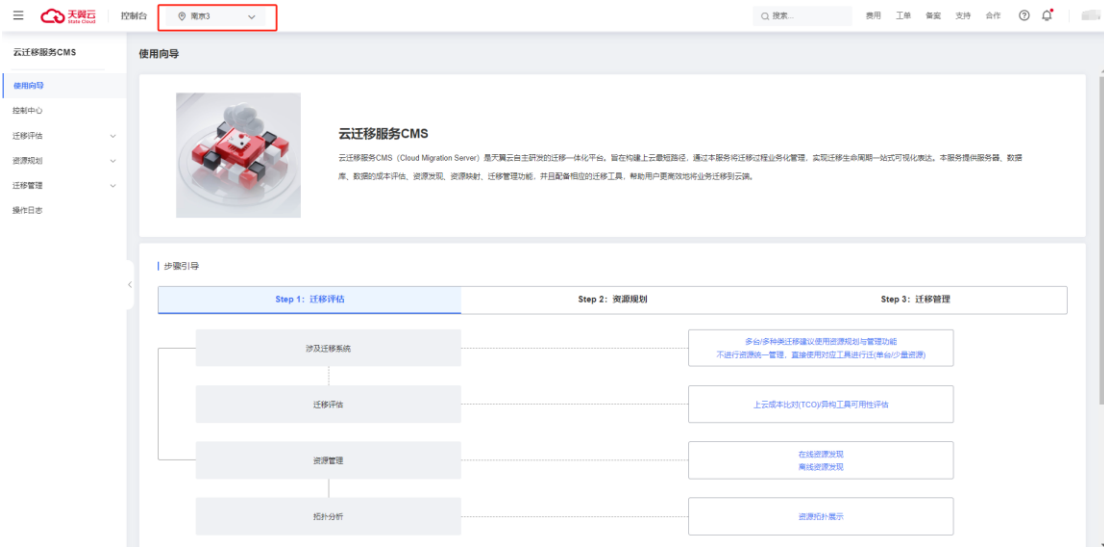 天翼云
State Cloud
控制台
南京3
搜索...
费用
工单
备案
支持
合作
云迁移服务CMS
使用向导
控制中心
迁移评估
资源规划
迁移管理
操作日志
使用向导
云迁移服务CMS
云迁移服务CMS（Cloud Migration Server）是天翼云自主研发的迁移一体化平台。旨在构建上云最短路径，通过本服务将迁移过程业务化管理，实现迁移生命周期一站式可视化表达。本服务提供服务器、数据
库、数据的成本评估、资源发现、资源映射、迁移管理功能，并且配备相应的迁移工具，帮助用户更高效地将业务迁移到云端。
步骤引导
Step 1：迁移评估
Step 2：资源规划
Step 3：迁移管理
涉及迁移系统
多台/多种类迁移建议使用资源规划与管理功能
不进行资源统一管理，直接使用对应工具进行迁(单台/少量资源)
迁移评估
上云成本比对(TCO)/异构工具可用性评估
资源管理
在线资源发现
离线资源发现
拓扑分析
资源拓扑展示